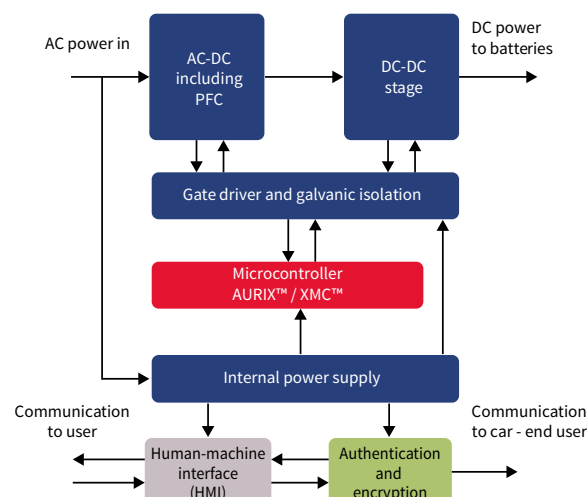 AC power in
AC-DC
including
PFC
DC-DC
stage
DC power
to batteries
Gate driver and galvanic isolation
Microcontroller
AURIX™ / XMC™
Internal power supply
Communication
to user
Human-machine
interface
(HMI)
Authentication
and
encryption
Communication
to car - end user